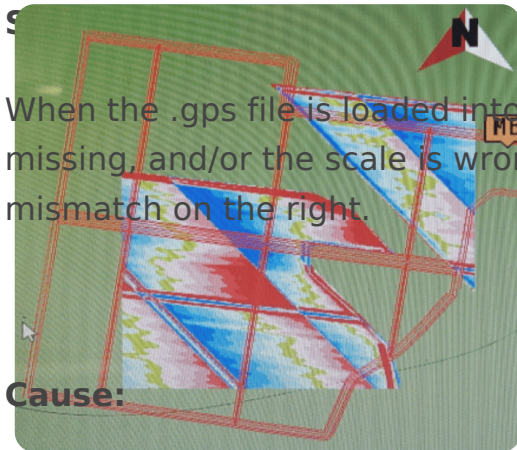 S
N
When the .gps file is loaded into
ME
missing, and/or the scale is wron
mismatch on the right.
Cause: